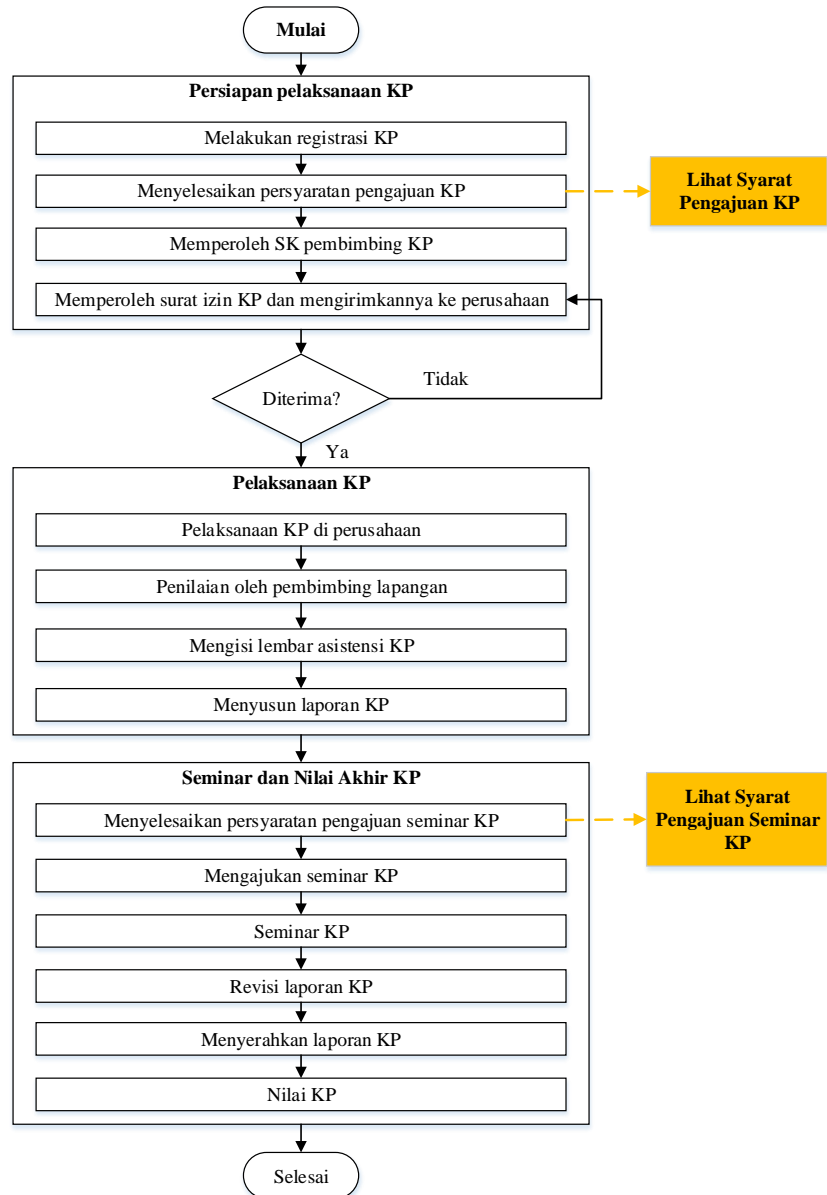 Mulai
Persiapan pelaksanaan KP
Melakukan registrasi KP
Menyelesaikan persyaratan pengajuan KP
Lihat Syarat
Pengajuan KP
Memperoleh SK pembimbing KP
Memperoleh surat izin KP dan mengirimkannya ke perusahaan
Diterima?
Tidak
Ya
Pelaksanaan KP
Pelaksanaan KP di perusahaan
Penilaian oleh pembimbing lapangan
Mengisi lembar asistensi KP
Menyusun laporan KP
Seminar dan Nilai Akhir KP
Menyelesaikan persyaratan pengajuan seminar KP
Lihat Syarat
Pengajuan Seminar
KP
Mengajukan seminar KP
Seminar KP
Revisi laporan KP
Menyerahkan laporan KP
Nilai KP
Selesai